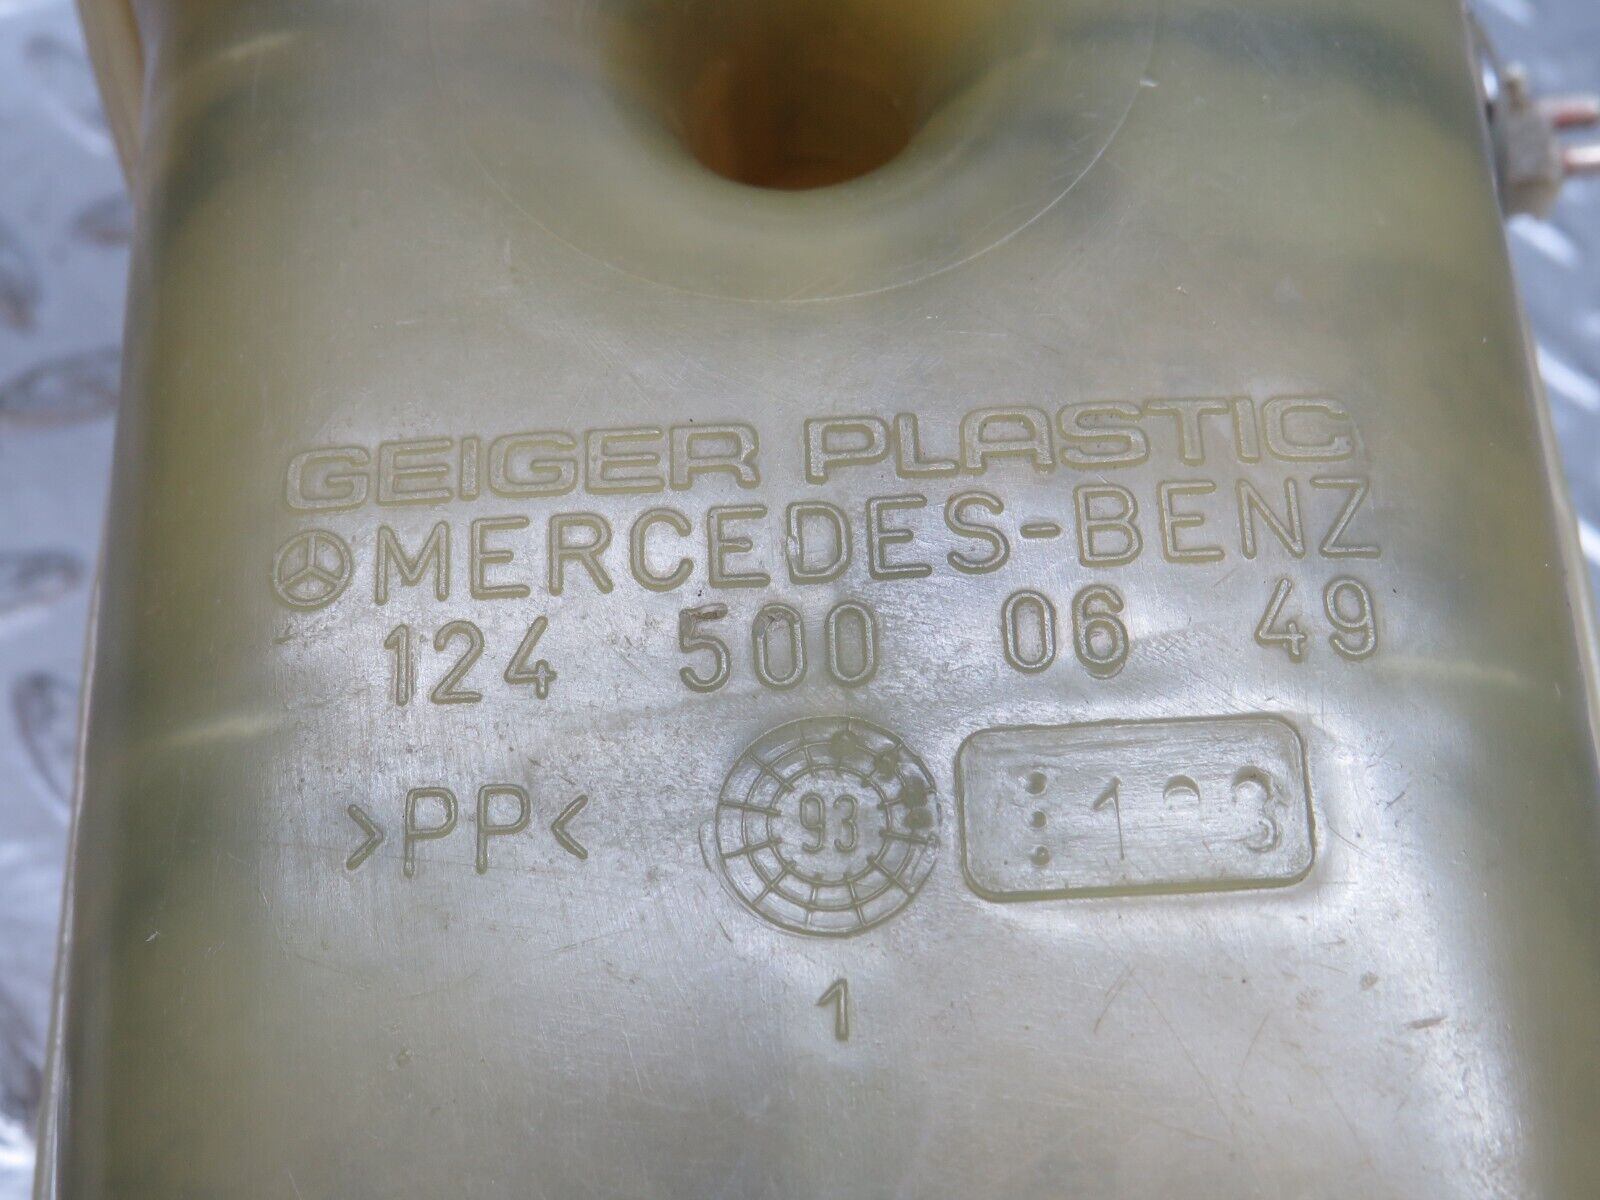 GEIGER PLASTIC
MERCEDES-BENZ
124 500 06 49
>PP<
93
1